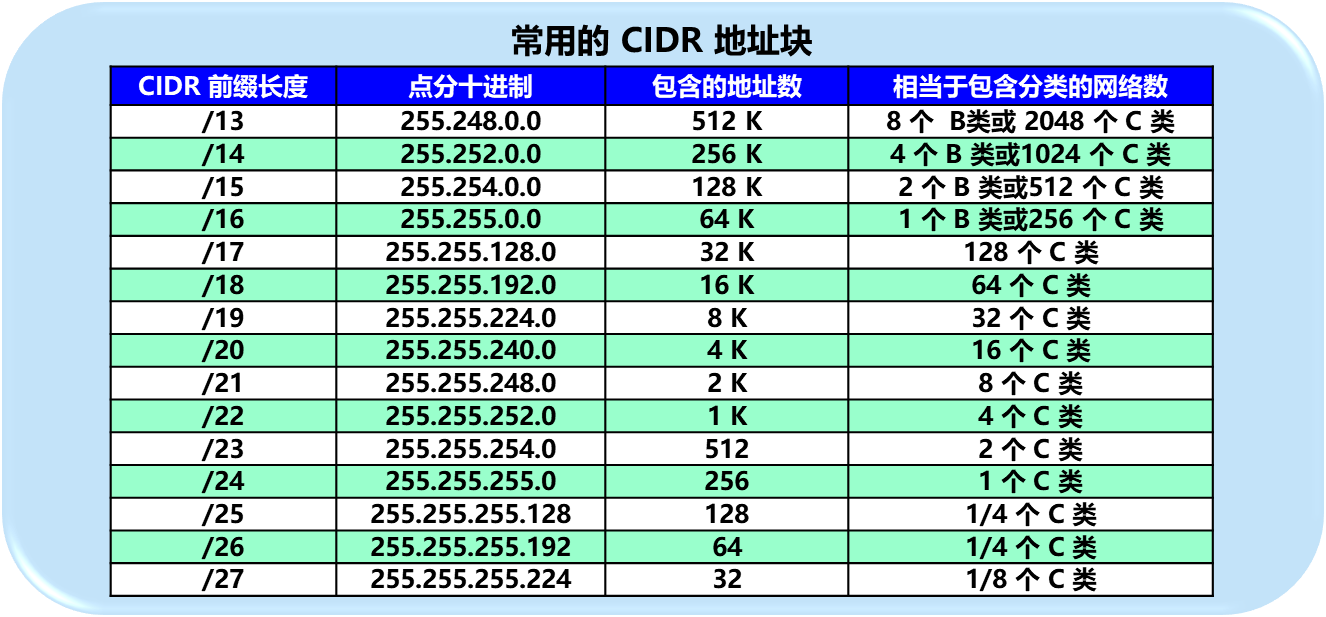 常用的 CIDR 地址块
CIDR 前缀长度 点分十进制 包含的地址数 相当于包含分类的网络数
/13 255.248.0.0 512 K 8 个 B类或 2048 个 C 类
/14 255.252.0.0 256 K 4 个 B 类或1024 个 C 类
/15 255.254.0.0 128 K 2 个 B 类或512 个 C 类
/16 255.255.0.0 64 K 1 个 B 类或256 个 C 类
/17 255.255.128.0 32 K 128 个 C 类
/18 255.255.192.0 16 K 64 个 C 类
/19 255.255.224.0 8 K 32 个 C 类
/20 255.255.240.0 4 K 16 个 C 类
/21 255.255.248.0 2 K 8 个 C 类
/22 255.255.252.0 1 K 4 个 C 类
/23 255.255.254.0 512 2 个 C 类
/24 255.255.255.0 256 1 个 C 类
/25 255.255.255.128 128 1/4 个 C 类
/26 255.255.255.192 64 1/4 个 C 类
/27 255.255.255.224 32 1/8 个 C 类